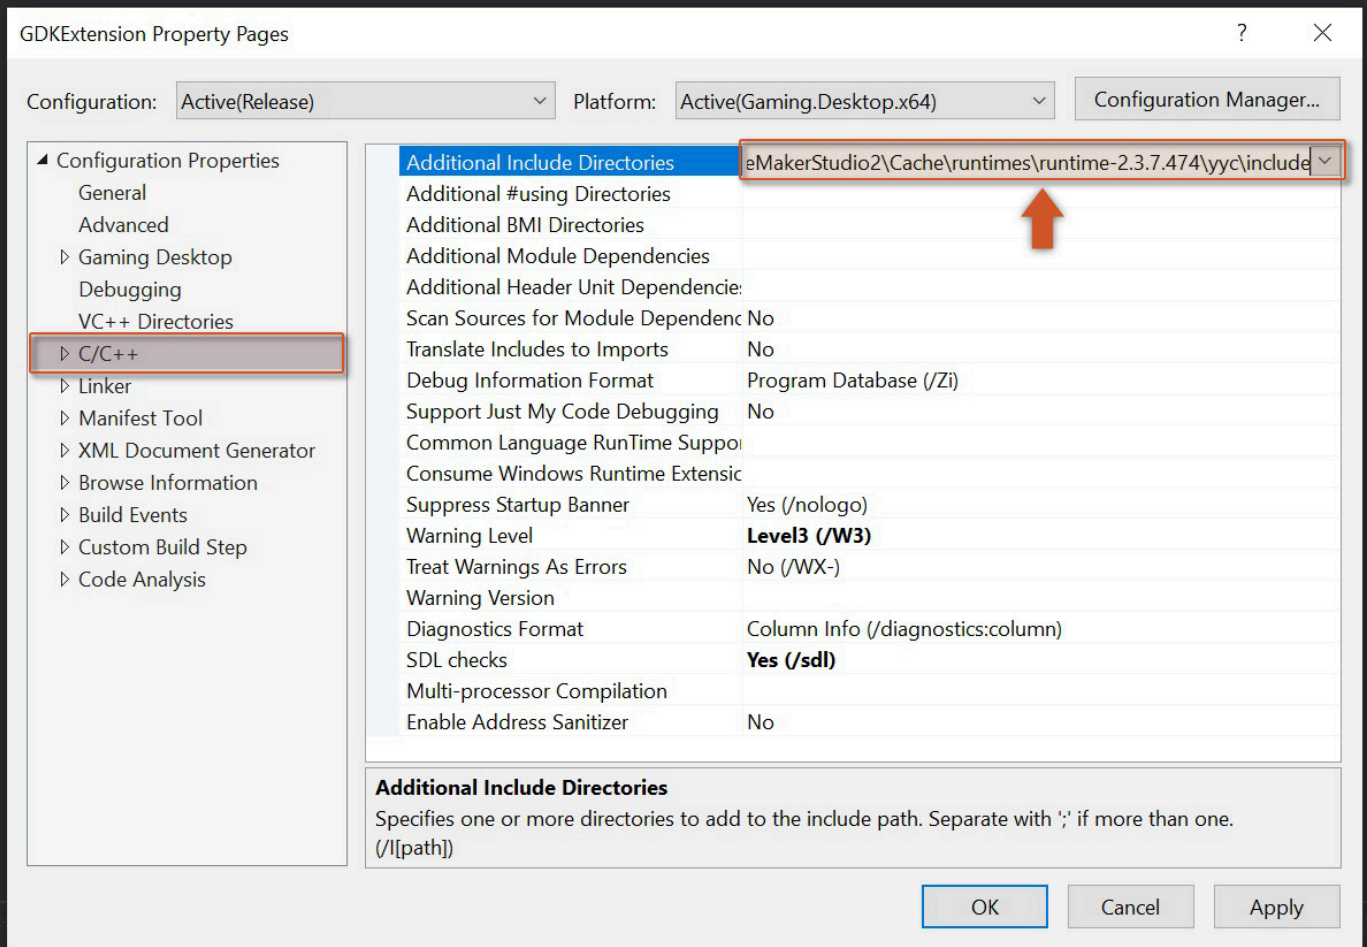 GDKExtension Property Pages
?
Configuration: Active(Release) Platform: Active(Gaming.Desktop.x64) Configuration Manager...
Configuration Properties
General
Advanced
Gaming Desktop
Debugging
VC++ Directories
C/C++
Linker
Manifest Tool
XML Document Generator
Browse Information
Build Events
Custom Build Step
Code Analysis
Additional Include Directories eMakerStudio2\Cache\runtimes\runtime-2.3.7.474\yyc\include
Additional #using Directories
Additional BMI Directories
Additional Module Dependencies
Additional Header Unit Dependencies
Scan Sources for Module Dependenc No
Translate Includes to Imports No
Debug Information Format Program Database (/Zi)
Support Just My Code Debugging No
Common Language RunTime Suppor
Consume Windows Runtime Extensic
Suppress Startup Banner Yes (/nologo)
Warning Level Level3 (/W3)
Treat Warnings As Errors No (/WX-)
Warning Version
Diagnostics Format Column Info (/diagnostics:column)
SDL checks Yes (/sdl)
Multi-processor Compilation
Enable Address Sanitizer No
Additional Include Directories
Specifies one or more directories to add to the include path. Separate with ';' if more than one.
(/I[path])
OK Cancel Apply